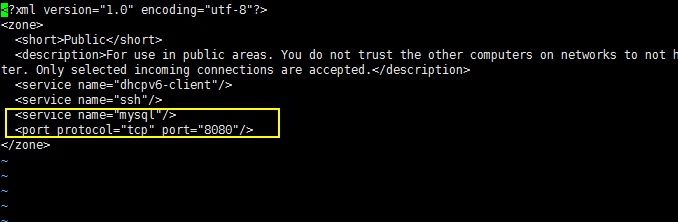 <?xml version="1.0" encoding="utf-8"?>
<zone>
  <short>Public</short>
  <description>For use in public areas. You do not trust the other computers on networks to not h
ter. Only selected incoming connections are accepted.</description>
  <service name="dhcpv6-client"/>
  <service name="ssh"/>
  <service name="mysql"/>
  <port protocol="tcp" port="8080"/>
</zone>
~
~
~
~
~